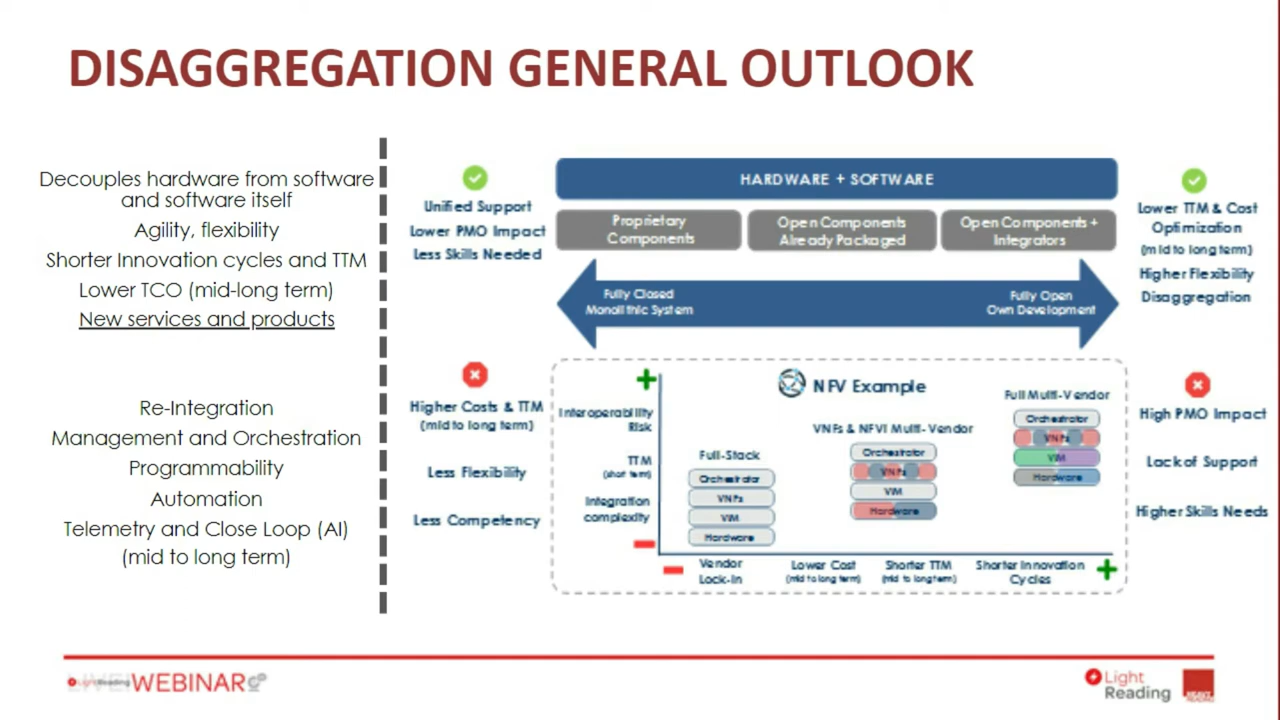 DISAGGREGATION GENERAL OUTLOOK
Decouples hardware from software
and software itself
Agility, flexibility
Shorter Innovation cycles and TTM
Lower TCO (mid-long term)
New services and products
Re-Integration
Management and Orchestration
Programmability
Automation
Telemetry and Close Loop (AI)
(mid to long term)
Unified Support
Lower PMO Impact
Less Skills Needed
Higher Costs & TTM
(mid to long term)
Less Flexibility
Less Competency
HARDWARE + SOFTWARE
Proprietary
Components
Open Components
Already Packaged
Open Components +
Integrators
Fully Closed
Monolithic System
Fully Open
Own Development
Lower TTM & Cost
Optimization
(mid to long term)
Higher Flexibility
Disaggregation
High PMO Impact
Lack of Support
Higher Skills Needs
NFV Example
Interoperability
Risk
TTM
(short term)
Integration
complexity
Full-Stack
Orchestrator
VNFs
VIM
Hardware
VNFs & NFVI Multi-Vendor
Orchestrator
VNFs
VIM
Hardware
Full Multi-Vendor
Orchestrator
VNFs
VIM
Hardware
Vendor
Lock-In
Lower Cost
(mid to long term)
Shorter TTM
(mid to long term)
Shorter Innovation
Cycles
LightReading
LIVE! WEBINAR
Light
Reading